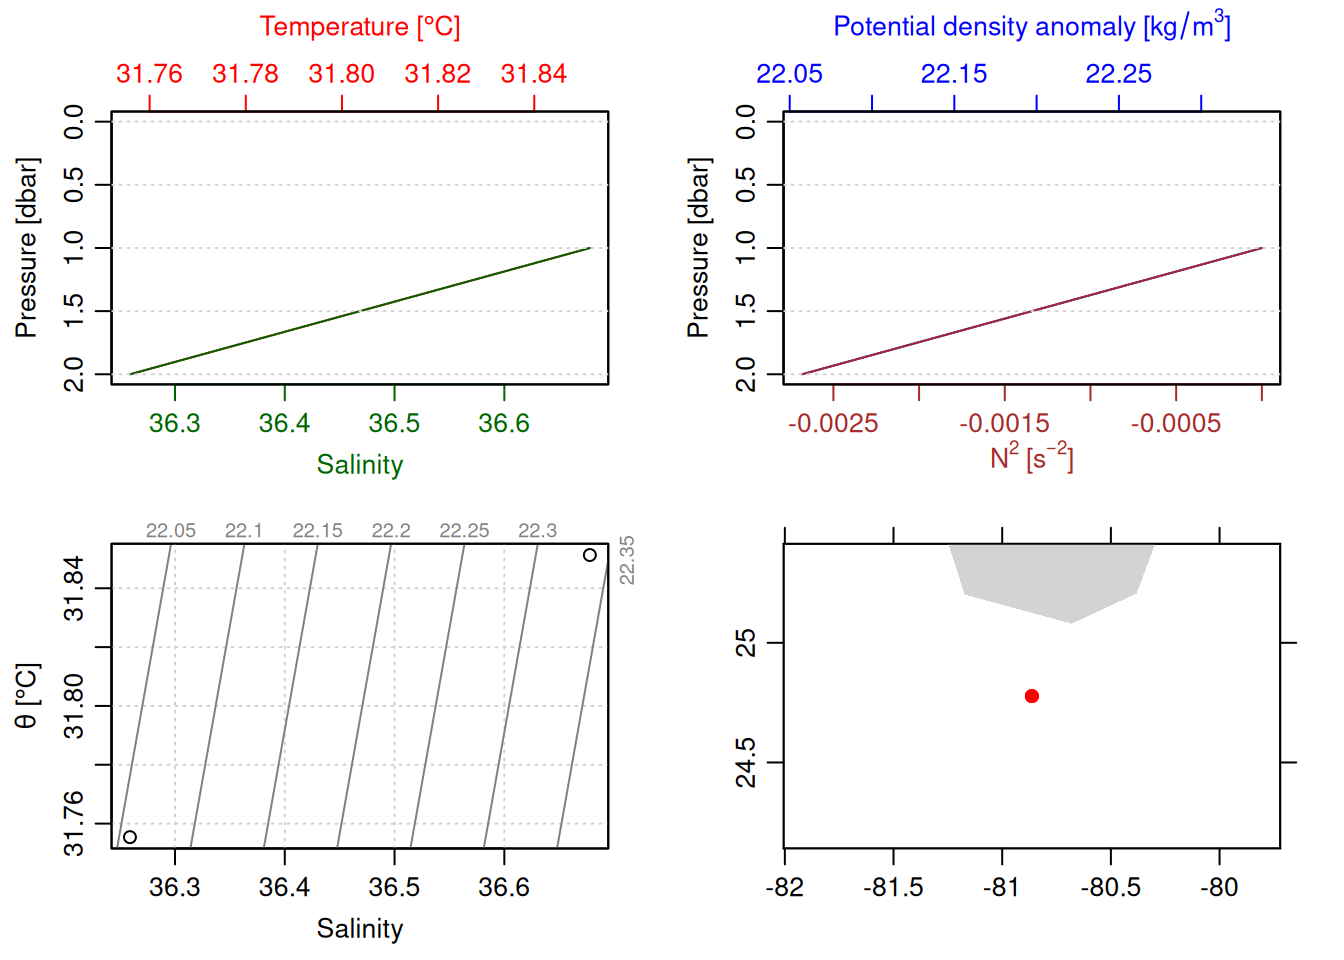 Temperature [°C]
31.76 31.78 31.80 31.82 31.84
0.0
0.5
1.0
1.5
2.0
Pressure [dbar]
36.3 36.4 36.5 36.6
Salinity
Potential density anomaly [kg/m³]
22.05 22.15 22.25
0.0
0.5
1.0
1.5
2.0
Pressure [dbar]
-0.0025 -0.0015 -0.0005
N² [s⁻²]
22.05 22.1 22.15 22.2 22.25 22.3
22.35
31.84
31.80
31.76
θ [°C]
36.3 36.4 36.5 36.6
Salinity
25
24.5
-82 -81.5 -81 -80.5 -80